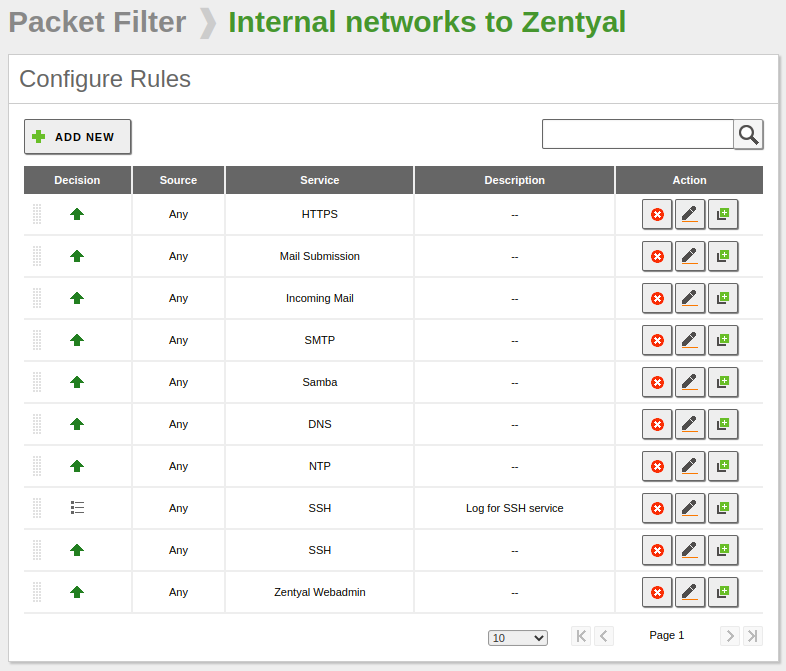 Packet Filter Internal networks to Zentyal
Configure Rules
ADD NEW
Decision Source Service Description Action
Any HTTPS --
Any Mail Submission --
Any Incoming Mail --
Any SMTP --
Any Samba --
Any DNS --
Any NTP --
Any SSH Log for SSH service
Any SSH --
Any Zentyal Webadmin --
10 Page 1